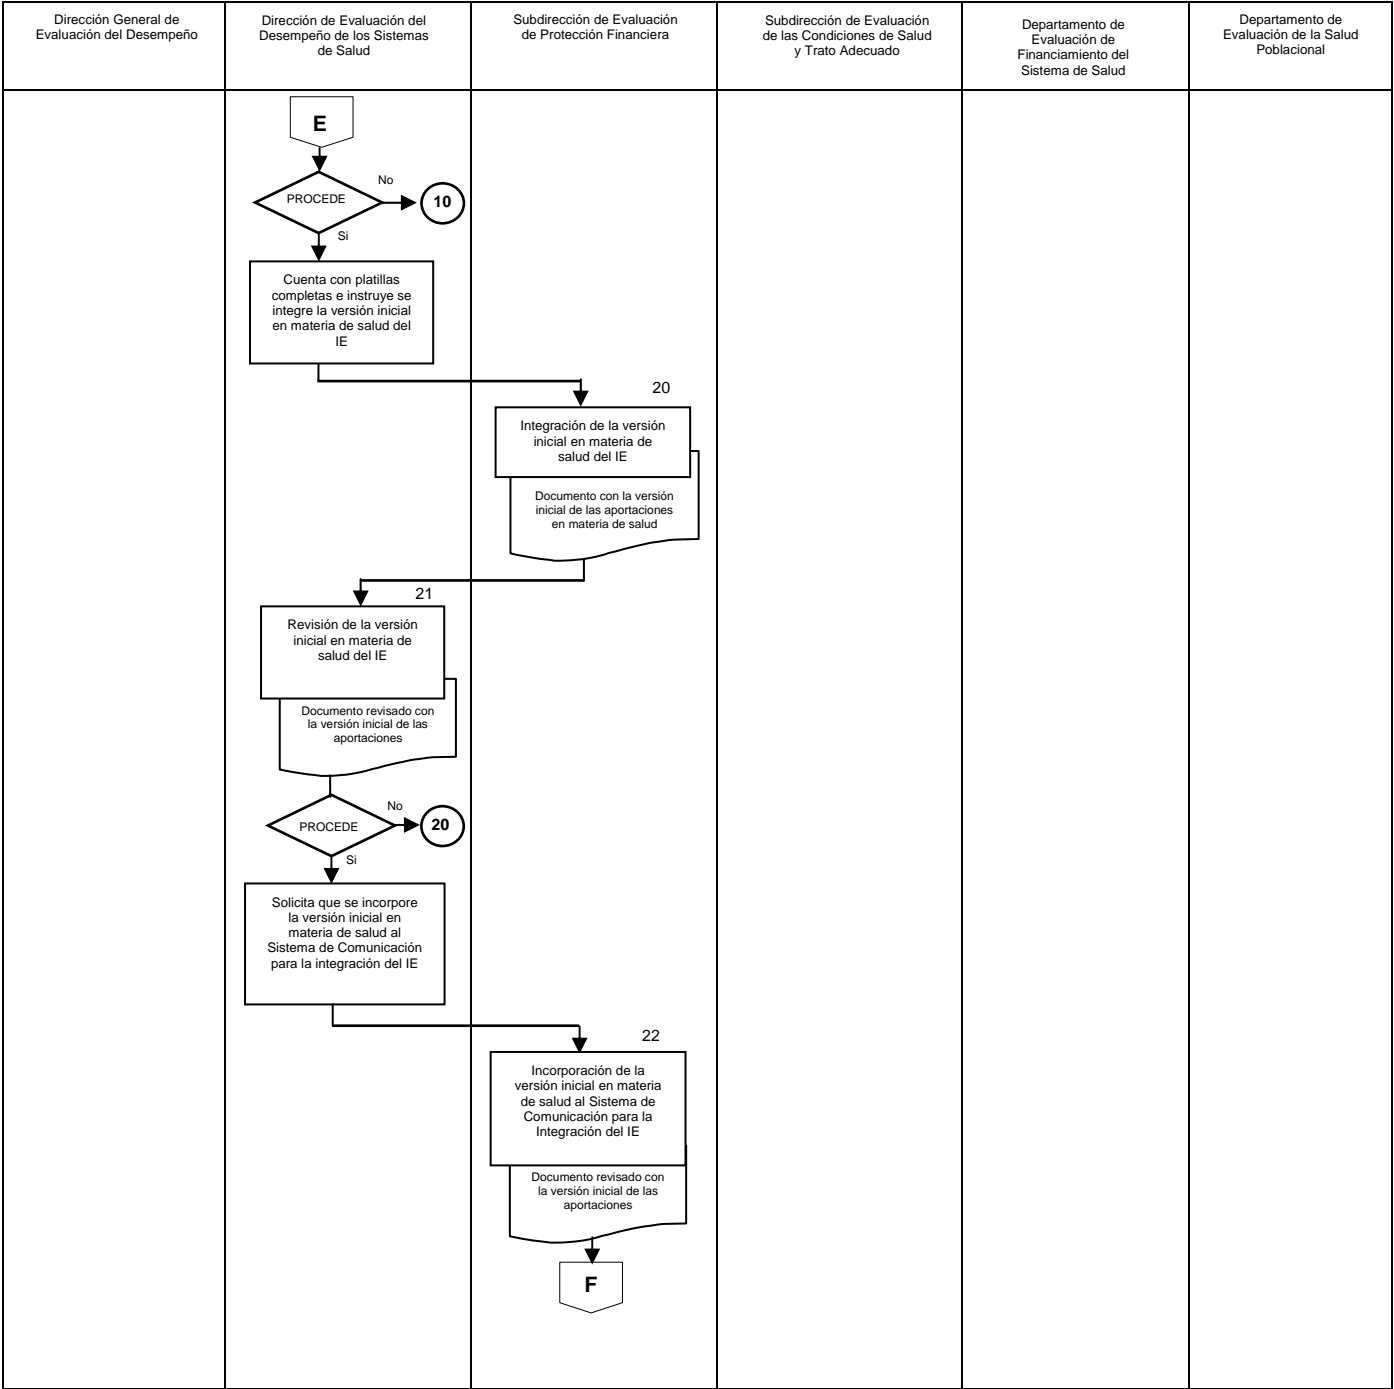 Dirección General de
Evaluación del Desempeño
Dirección de Evaluación del
Desempeño de los Sistemas
de Salud
Subdirección de Evaluación
de Protección Financiera
Subdirección de Evaluación
de las Condiciones de Salud
y Trato Adecuado
Departamento de
Evaluación de
Financiamiento del
Sistema de Salud
Departamento de
Evaluación de la Salud
Poblacional
E
PROCEDE
No
10
Si
Cuenta con platillas
completas e instruye se
integre la versión inicial
en materia de salud del
IE
20
Integración de la versión
inicial en materia de
salud del IE
Documento con la versión
inicial de las aportaciones
en materia de salud
21
Revisión de la versión
inicial en materia de
salud del IE
Documento revisado con
la versión inicial de las
aportaciones
PROCEDE
No
20
Si
Solicita que se incorpore
la versión inicial en
materia de salud al
Sistema de Comunicación
para la integración del IE
22
Incorporación de la
versión inicial en materia
de salud al Sistema de
Comunicación para la
Integración del IE
Documento revisado con
la versión inicial de las
aportaciones
F